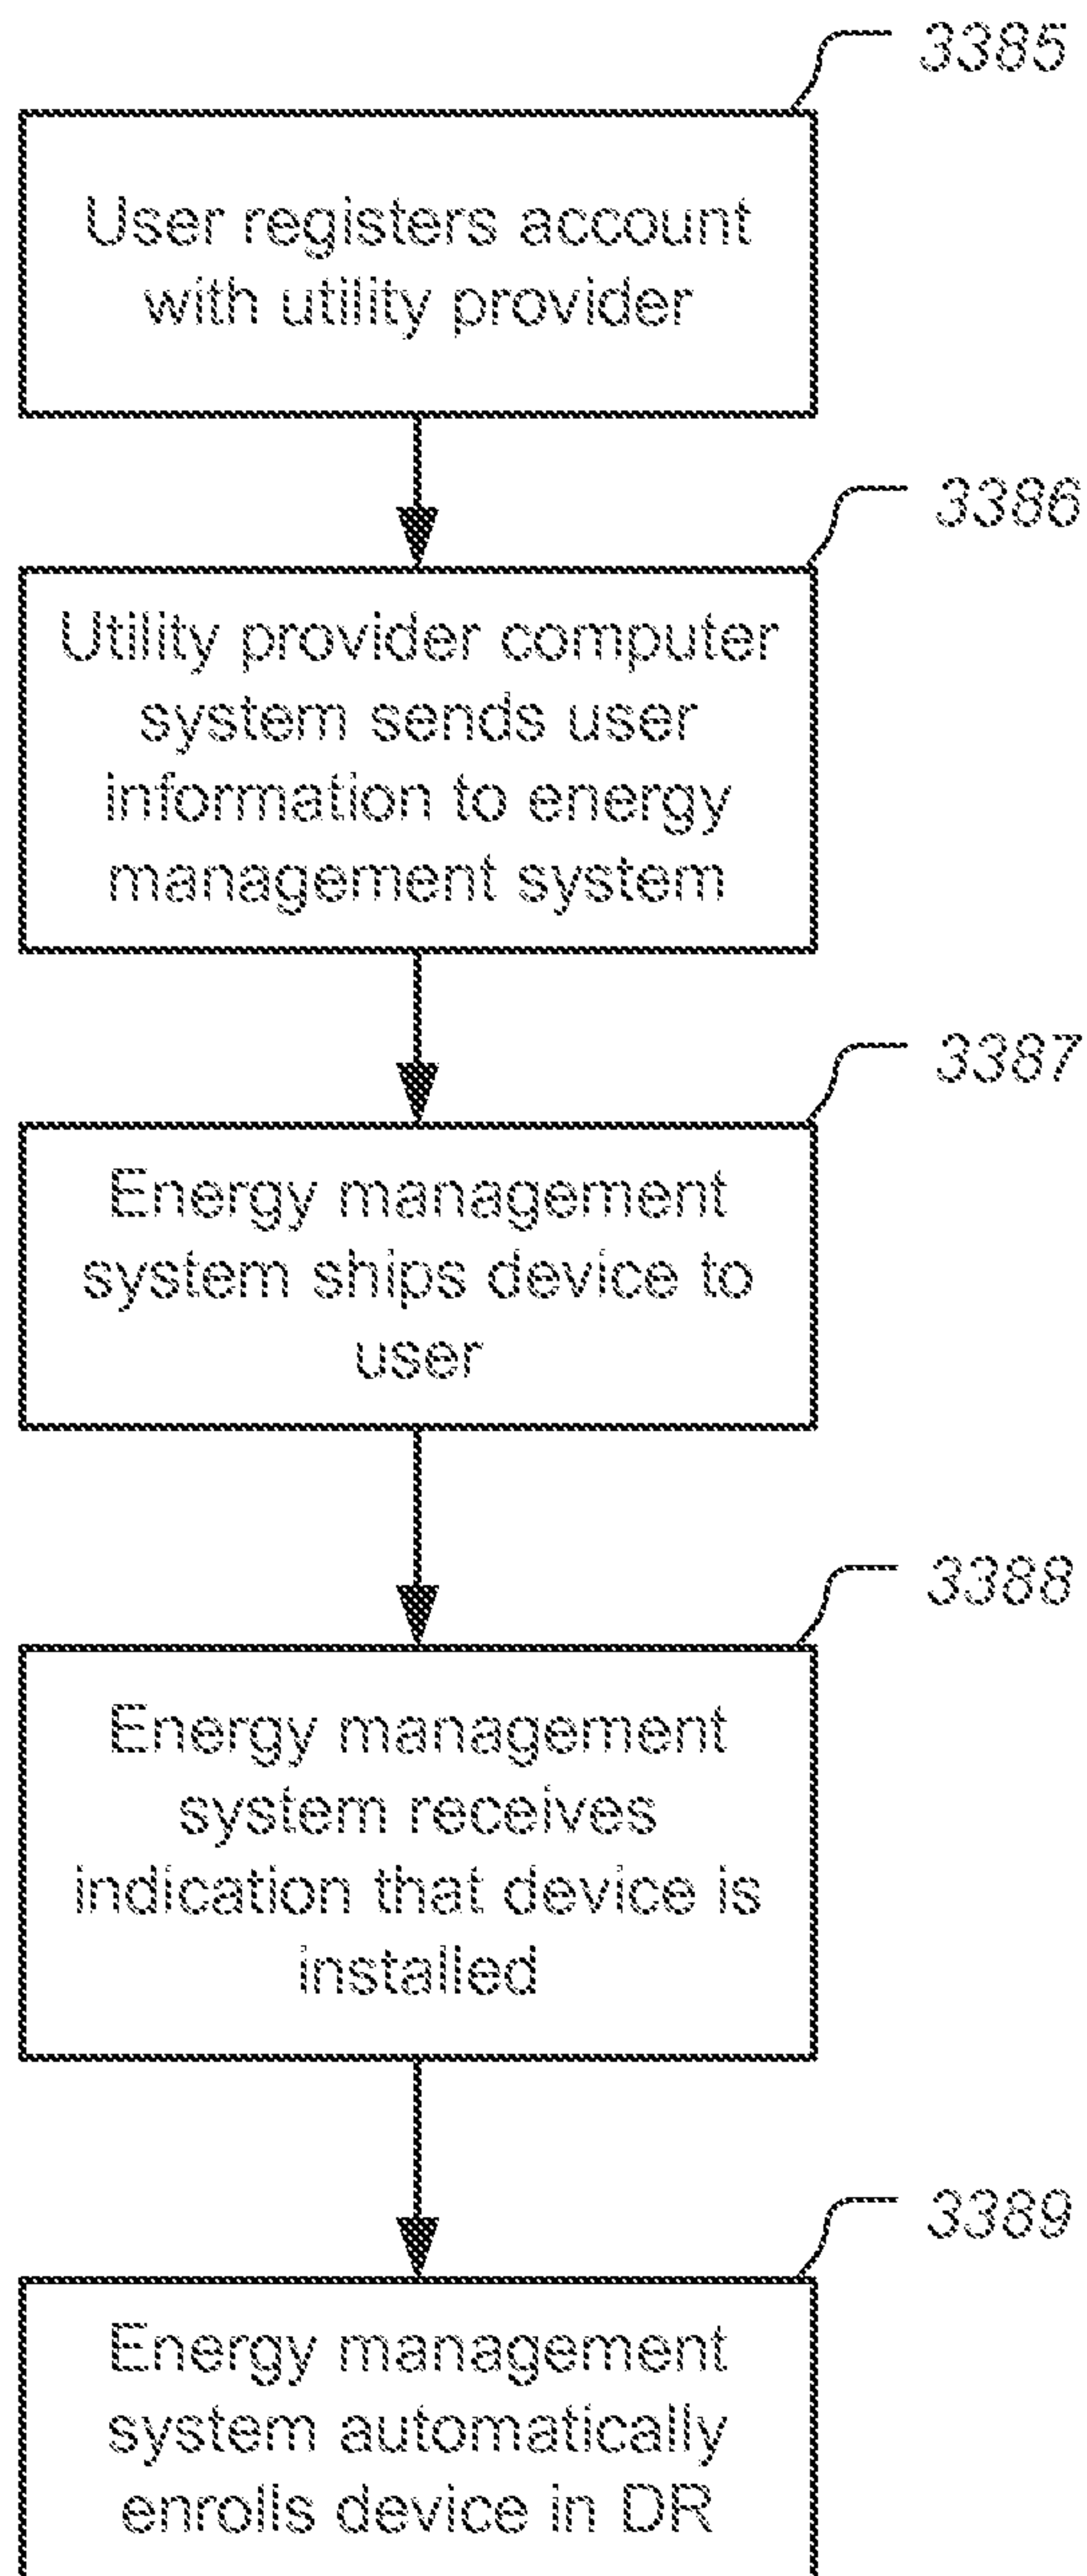 3385
User registers account
with utility provider
3386
Utility provider computer
system sends user
information to energy
management system
3387
Energy management
system ships device to
user
3388
Energy management
system receives
indication that device is
installed
3389
Energy management
system automatically
enrolls device in DR